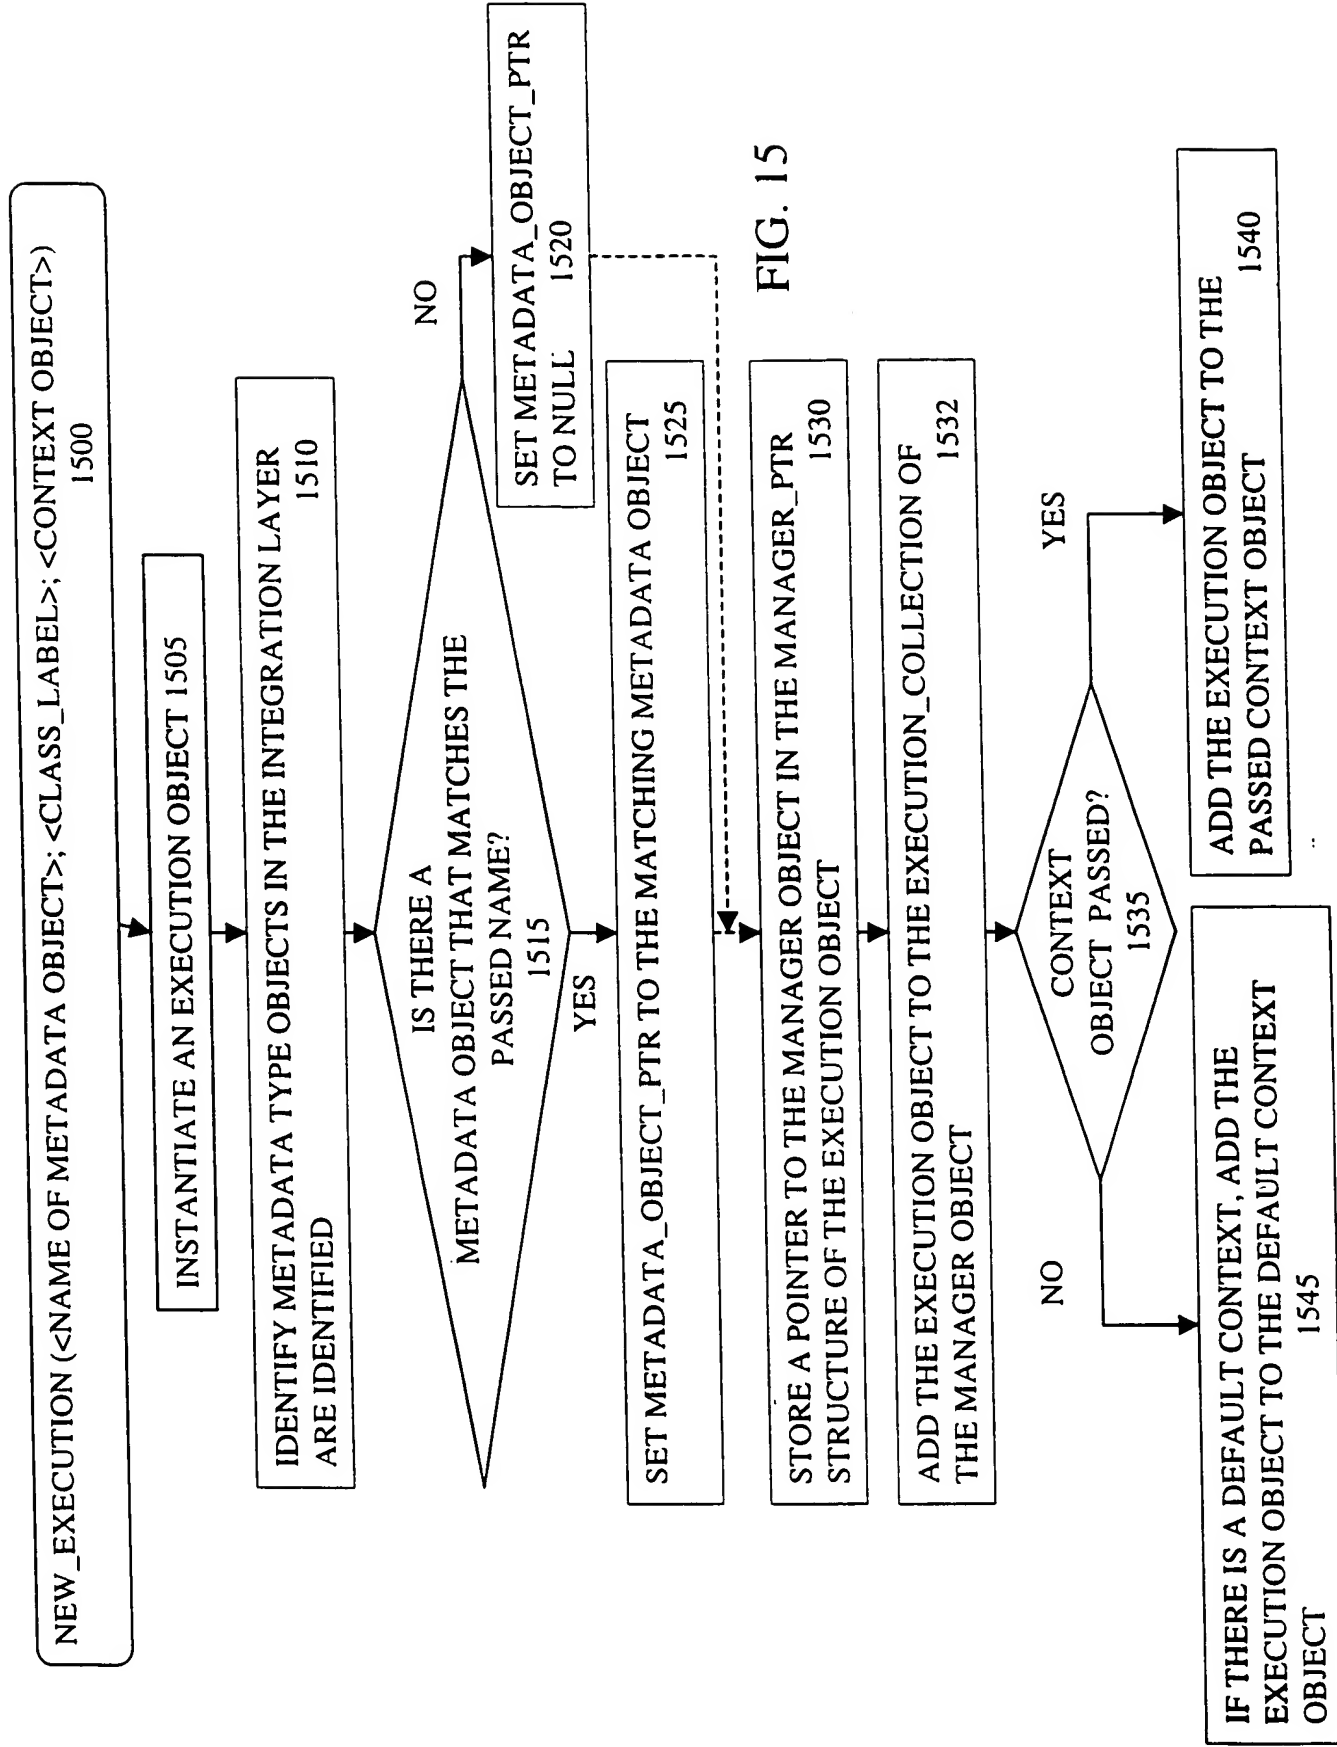 NEW_EXECUTION (<NAME OF METADATA OBJECT>; <CLASS_LABEL>; <CONTEXT OBJECT>)
1500
INSTANTIATE AN EXECUTION OBJECT 1505
IDENTIFY METADATA TYPE OBJECTS IN THE INTEGRATION LAYER
ARE IDENTIFIED 1510
IS THERE A
METADATA OBJECT THAT MATCHES THE
PASSED NAME?
1515
NO
SET METADATA_OBJECT_PTR
TO NULL 1520
YES
SET METADATA_OBJECT_PTR TO THE MATCHING METADATA OBJECT
1525
STORE A POINTER TO THE MANAGER OBJECT IN THE MANAGER_PTR
STRUCTURE OF THE EXECUTION OBJECT 1530
ADD THE EXECUTION OBJECT TO THE EXECUTION_COLLECTION OF
THE MANAGER OBJECT 1532
CONTEXT
OBJECT PASSED?
1535
NO
IF THERE IS A DEFAULT CONTEXT, ADD THE
EXECUTION OBJECT TO THE DEFAULT CONTEXT
OBJECT 1545
YES
ADD THE EXECUTION OBJECT TO THE
PASSED CONTEXT OBJECT 1540
FIG. 15